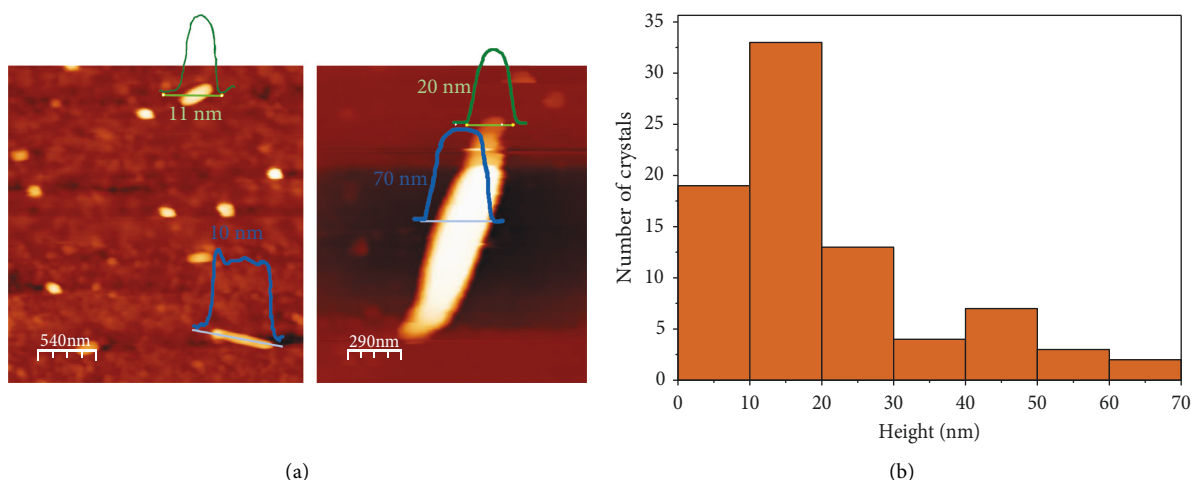 11 nm
10 nm
540nm
20 nm
70 nm
290nm
(a)
Number of crystals
35
30
25
20
15
10
5
0
0 10 20 30 40 50 60 70
Height (nm)
(b)